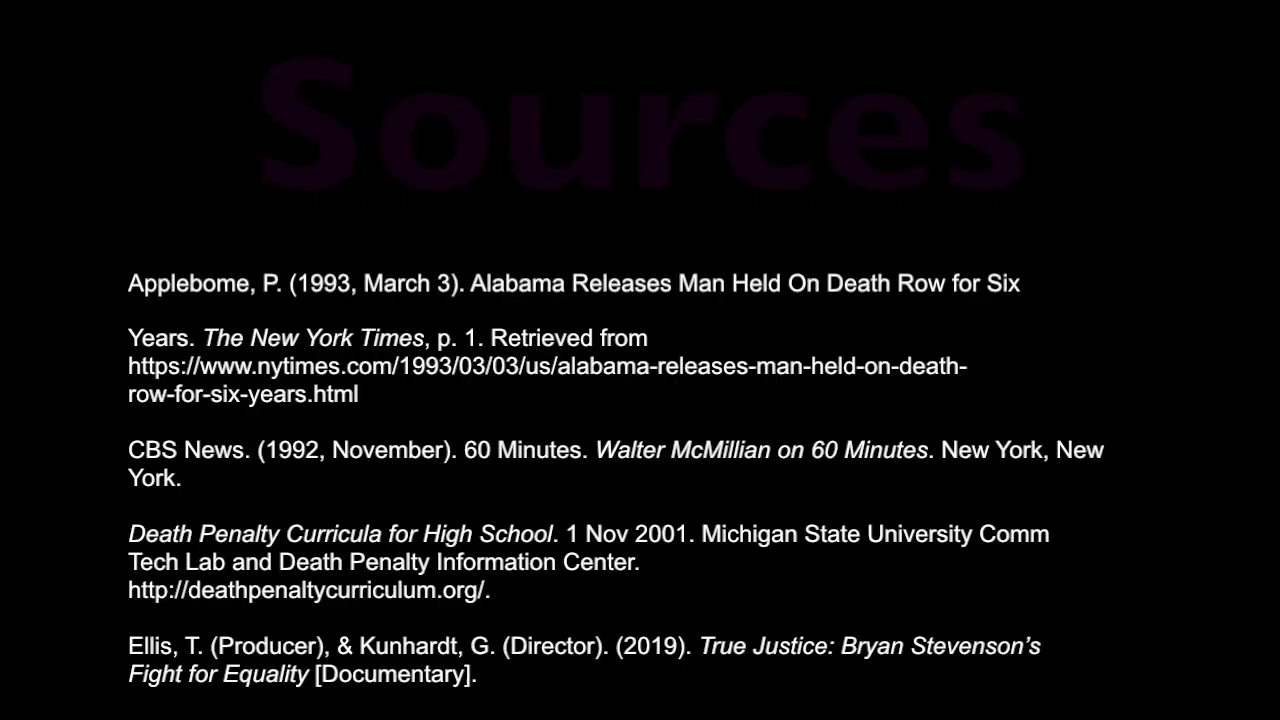 Sources
Applebome, P. (1993, March 3). Alabama Releases Man Held On Death Row for Six
Years. The New York Times, p. 1. Retrieved from
https://www.nytimes.com/1993/03/03/us/alabama-releases-man-held-on-death-
row-for-six-years.html
CBS News. (1992, November). 60 Minutes. Walter McMillian on 60 Minutes. New York, New
York.
Death Penalty Curricula for High School. 1 Nov 2001. Michigan State University Comm
Tech Lab and Death Penalty Information Center.
http://deathpenaltycurriculum.org/.
Ellis, T. (Producer), & Kunhardt, G. (Director). (2019). True Justice: Bryan Stevenson’s
Fight for Equality [Documentary].